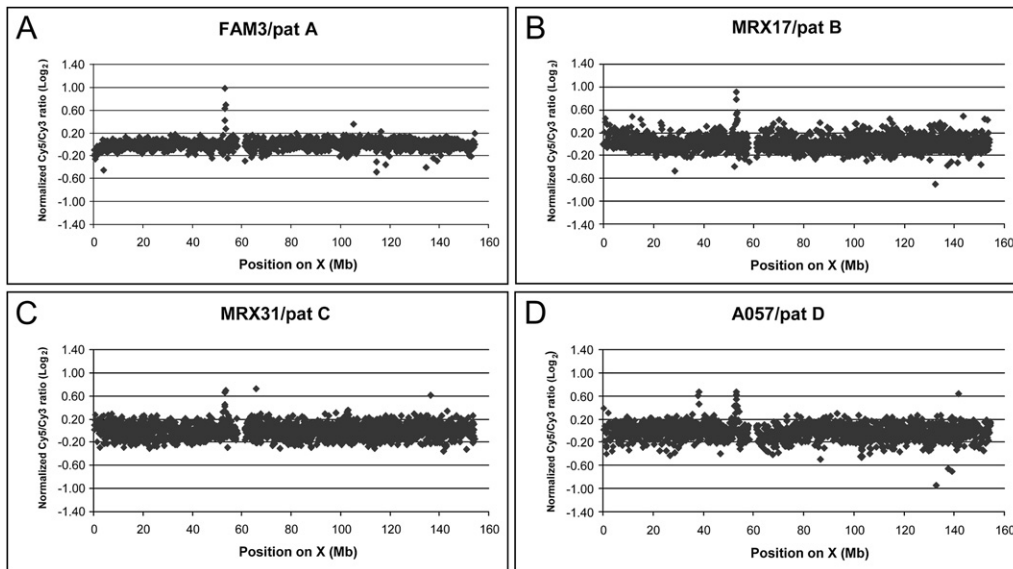 A
FAM3/pat A
Normalized Cy5/Cy3 ratio (Log2)
1.40
1.00
0.60
0.20
-0.20
-0.60
-1.00
-1.40
0 20 40 60 80 100 120 140 160
Position on X (Mb)
B
MRX17/pat B
Normalized Cy5/Cy3 ratio (Log2)
1.40
1.00
0.60
0.20
-0.20
-0.60
-1.00
-1.40
0 20 40 60 80 100 120 140 160
Position on X (Mb)
C
MRX31/pat C
Normalized Cy5/Cy3 ratio (Log2)
1.40
1.00
0.60
0.20
-0.20
-0.60
-1.00
-1.40
0 20 40 60 80 100 120 140 160
Position on X (Mb)
D
A057/pat D
Normalized Cy5/Cy3 ratio (Log2)
1.40
1.00
0.60
0.20
-0.20
-0.60
-1.00
-1.40
0 20 40 60 80 100 120 140 160
Position on X (Mb)